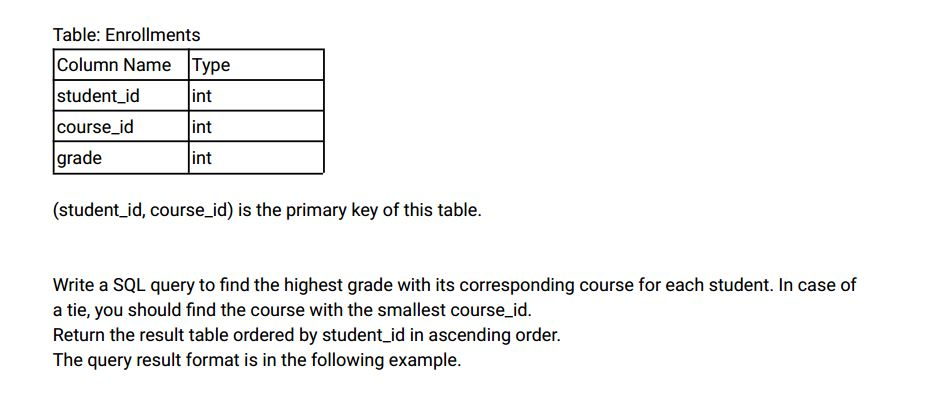 Table: Enrollments
Column Name Type
student_id int
course_id int
grade int
(student_id, course_id) is the primary key of this table.
Write a SQL query to find the highest grade with its corresponding course for each student. In case of
a tie, you should find the course with the smallest course_id.
Return the result table ordered by student_id in ascending order.
The query result format is in the following example.